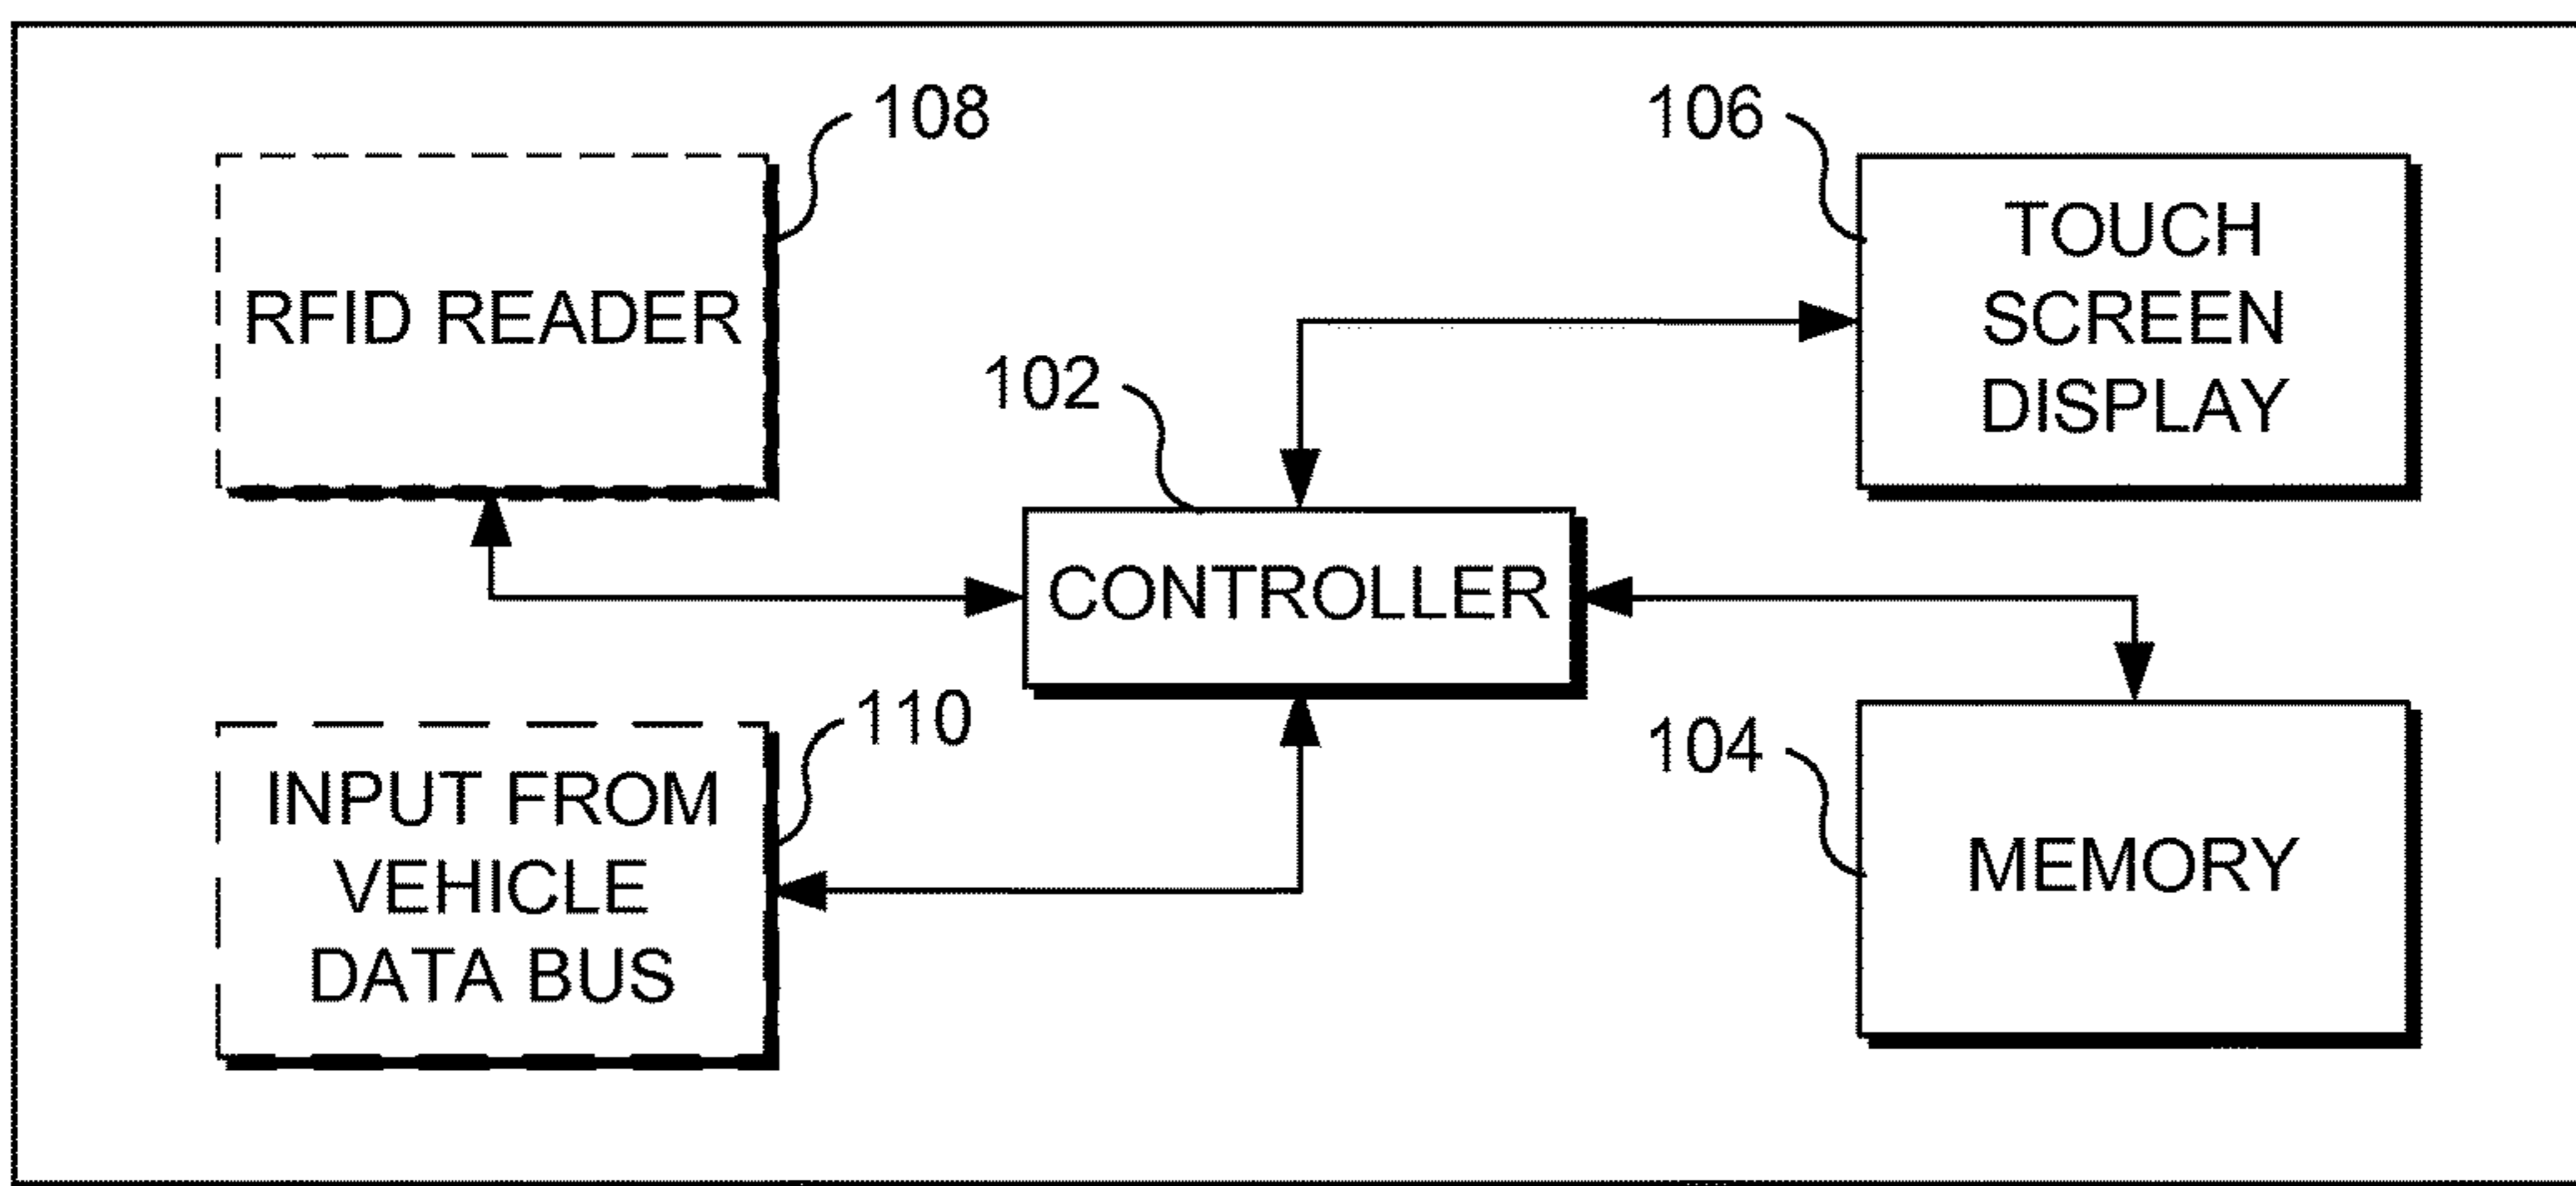 108
RFID READER
106
TOUCH
SCREEN
DISPLAY
102
CONTROLLER
110
INPUT FROM
VEHICLE
DATA BUS
104
MEMORY